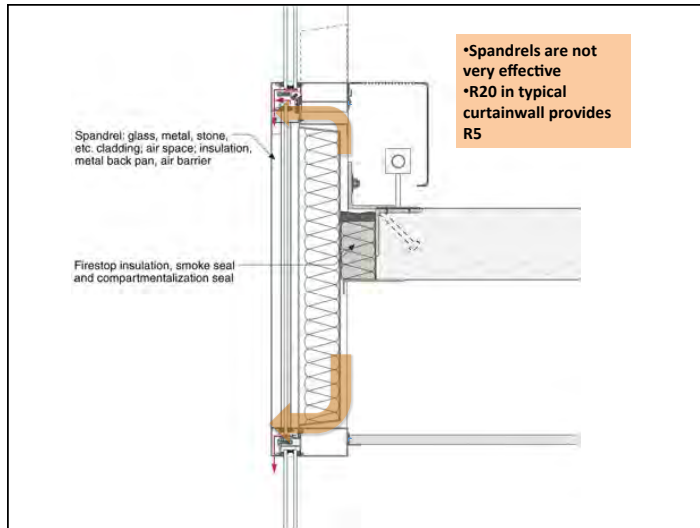 •Spandrels are not
very effective
•R20 in typical
curtainwall provides
R5
Spandrel: glass, metal, stone,
etc. cladding; air space; insulation,
metal back pan, air barrier
Firestop insulation, smoke seal
and compartmentalization seal